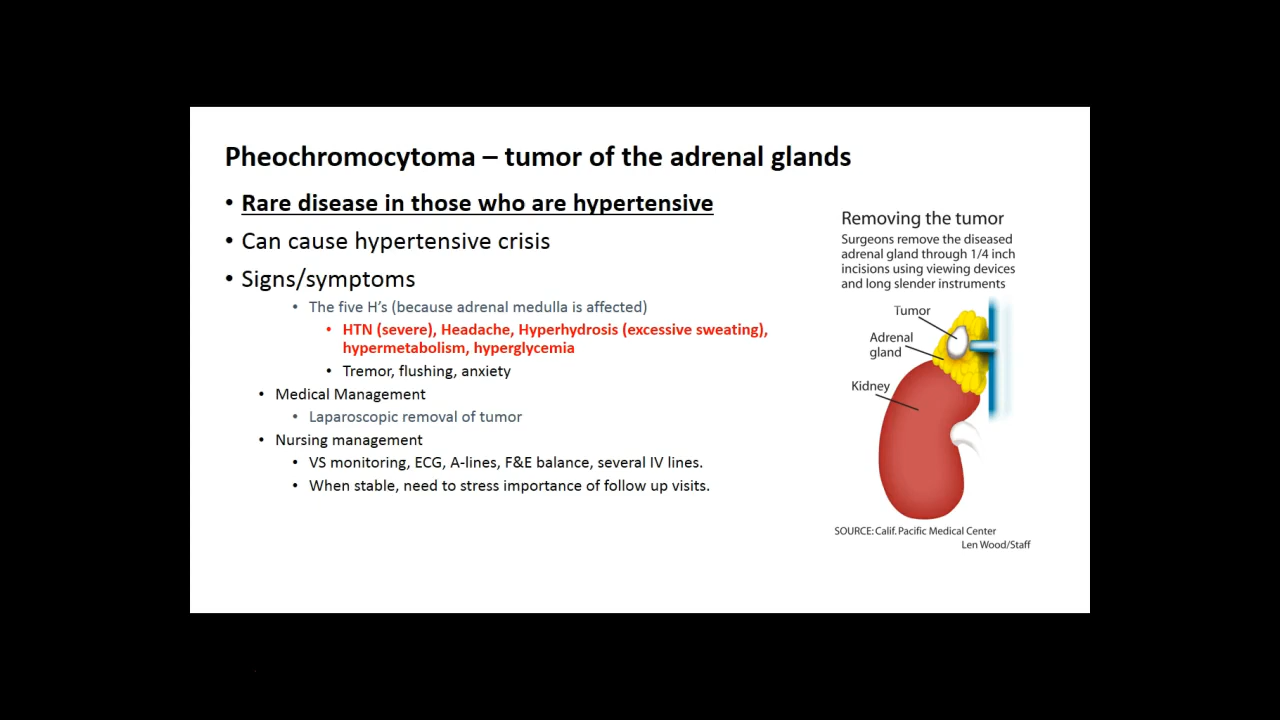 Pheochromocytoma – tumor of the adrenal glands
• Rare disease in those who are hypertensive
• Can cause hypertensive crisis
• Signs/symptoms
• The five H's (because adrenal medulla is affected)
• HTN (severe), Headache, Hyperhydrosis (excessive sweating),
hypermetabolism, hyperglycemia
• Tremor, flushing, anxiety
• Medical Management
• Laparoscopic removal of tumor
• Nursing management
• VS monitoring, ECG, A-lines, F&E balance, several IV lines.
• When stable, need to stress importance of follow up visits.
Removing the tumor
Surgeons remove the diseased
adrenal gland through 1/4 inch
incisions using viewing devices
and long slender instruments
Tumor
Adrenal
gland
Kidney
SOURCE: Calif. Pacific Medical Center
Len Wood/Staff